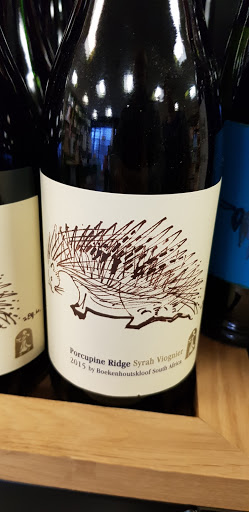 Porcupine Ridge Syrah Viognier
2015 by Boekenhoutskloof South Africa